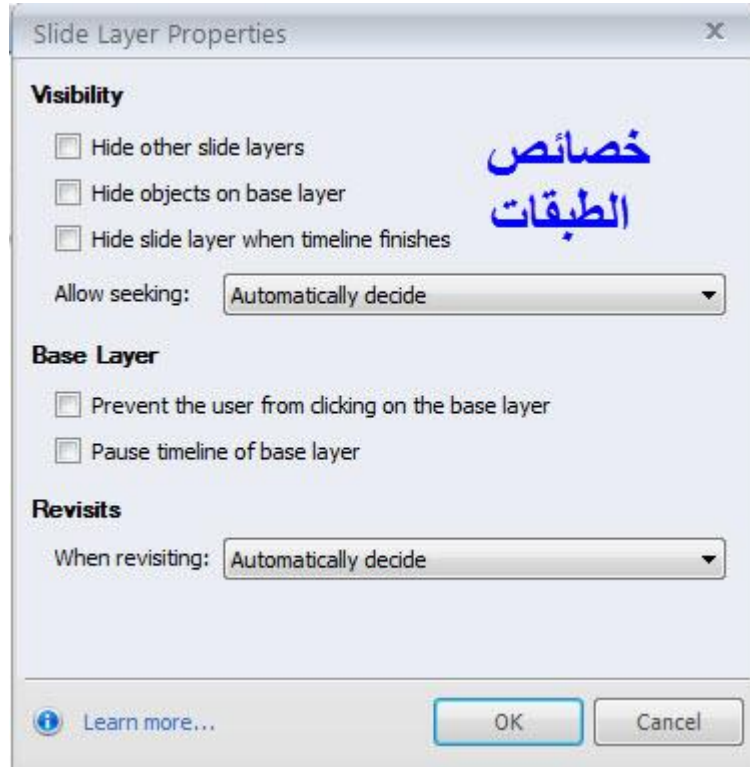 Slide Layer Properties
Visibility
Hide other slide layers
Hide objects on base layer
Hide slide layer when timeline finishes
خصائص
الطبقات
Allow seeking: Automatically decide
Base Layer
Prevent the user from clicking on the base layer
Pause timeline of base layer
Revisits
When revisiting: Automatically decide
Learn more...
OK Cancel